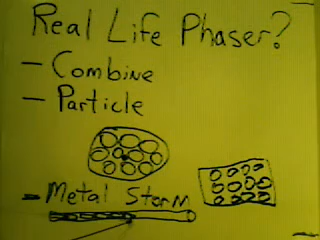 Real Life Phaser?
- Combine
- Particle
- Metal Storm